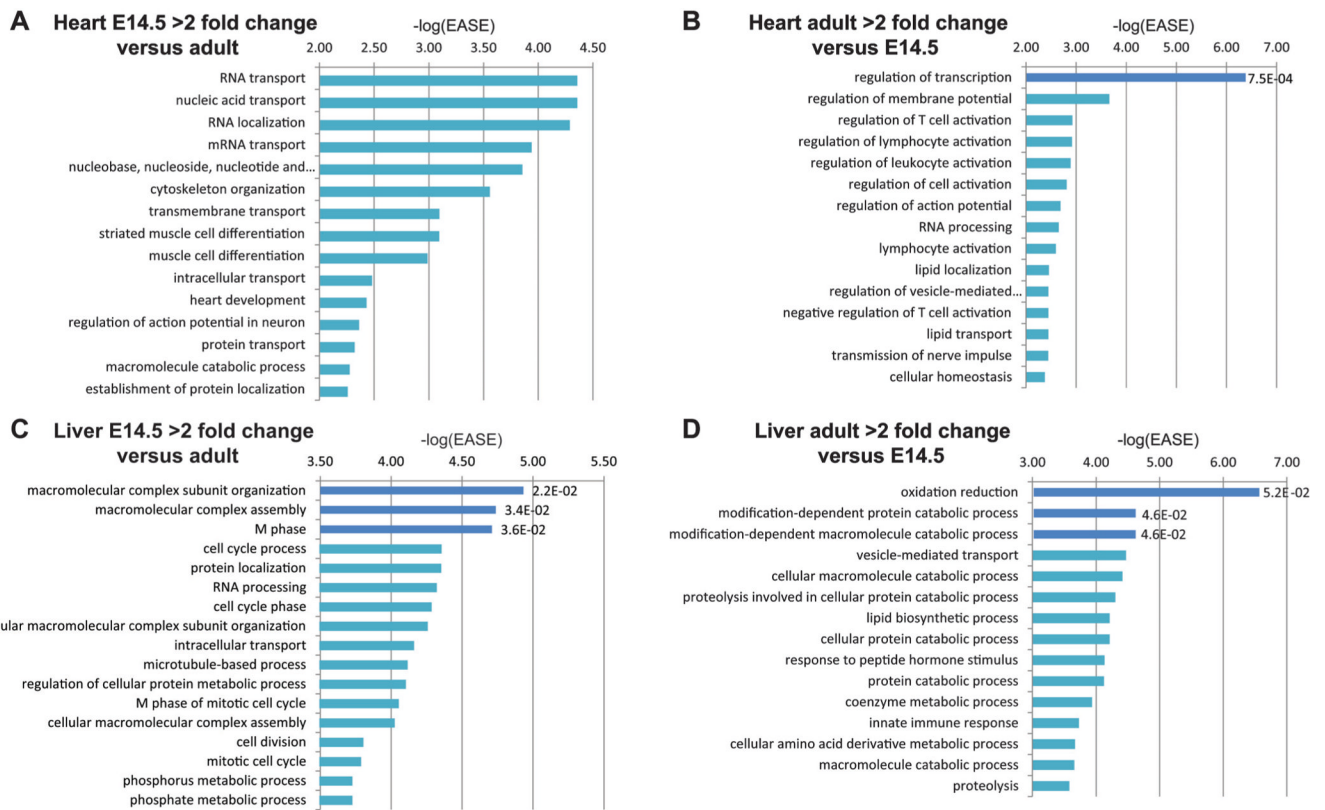 A Heart E14.5 >2 fold change
versus adult
-log(EASE)
2.00 2.50 3.00 3.50 4.00 4.50
RNA transport
nucleic acid transport
RNA localization
mRNA transport
nucleobase, nucleoside, nucleotide and...
cytoskeleton organization
transmembrane transport
striated muscle cell differentiation
muscle cell differentiation
intracellular transport
heart development
regulation of action potential in neuron
protein transport
macromolecule catabolic process
establishment of protein localization
B Heart adult >2 fold change
versus E14.5
-log(EASE)
2.00 3.00 4.00 5.00 6.00 7.00
regulation of transcription 7.5E-04
regulation of membrane potential
regulation of T cell activation
regulation of lymphocyte activation
regulation of leukocyte activation
regulation of cell activation
regulation of action potential
RNA processing
lymphocyte activation
lipid localization
regulation of vesicle-mediated...
negative regulation of T cell activation
lipid transport
transmission of nerve impulse
cellular homeostasis
C Liver E14.5 >2 fold change
versus adult
-log(EASE)
3.50 4.00 4.50 5.00 5.50
macromolecular complex subunit organization 2.2E-02
macromolecular complex assembly 3.4E-02
M phase 3.6E-02
cell cycle process
protein localization
RNA processing
cell cycle phase
ular macromolecular complex subunit organization
intracellular transport
microtubule-based process
regulation of cellular protein metabolic process
M phase of mitotic cell cycle
cellular macromolecular complex assembly
cell division
mitotic cell cycle
phosphorus metabolic process
phosphate metabolic process
D Liver adult >2 fold change
versus E14.5
-log(EASE)
3.00 4.00 5.00 6.00 7.00
oxidation reduction 5.2E-02
modification-dependent protein catabolic process 4.6E-02
modification-dependent macromolecule catabolic process 4.6E-02
vesicle-mediated transport
cellular macromolecule catabolic process
proteolysis involved in cellular protein catabolic process
lipid biosynthetic process
cellular protein catabolic process
response to peptide hormone stimulus
protein catabolic process
coenzyme metabolic process
innate immune response
cellular amino acid derivative metabolic process
macromolecule catabolic process
proteolysis